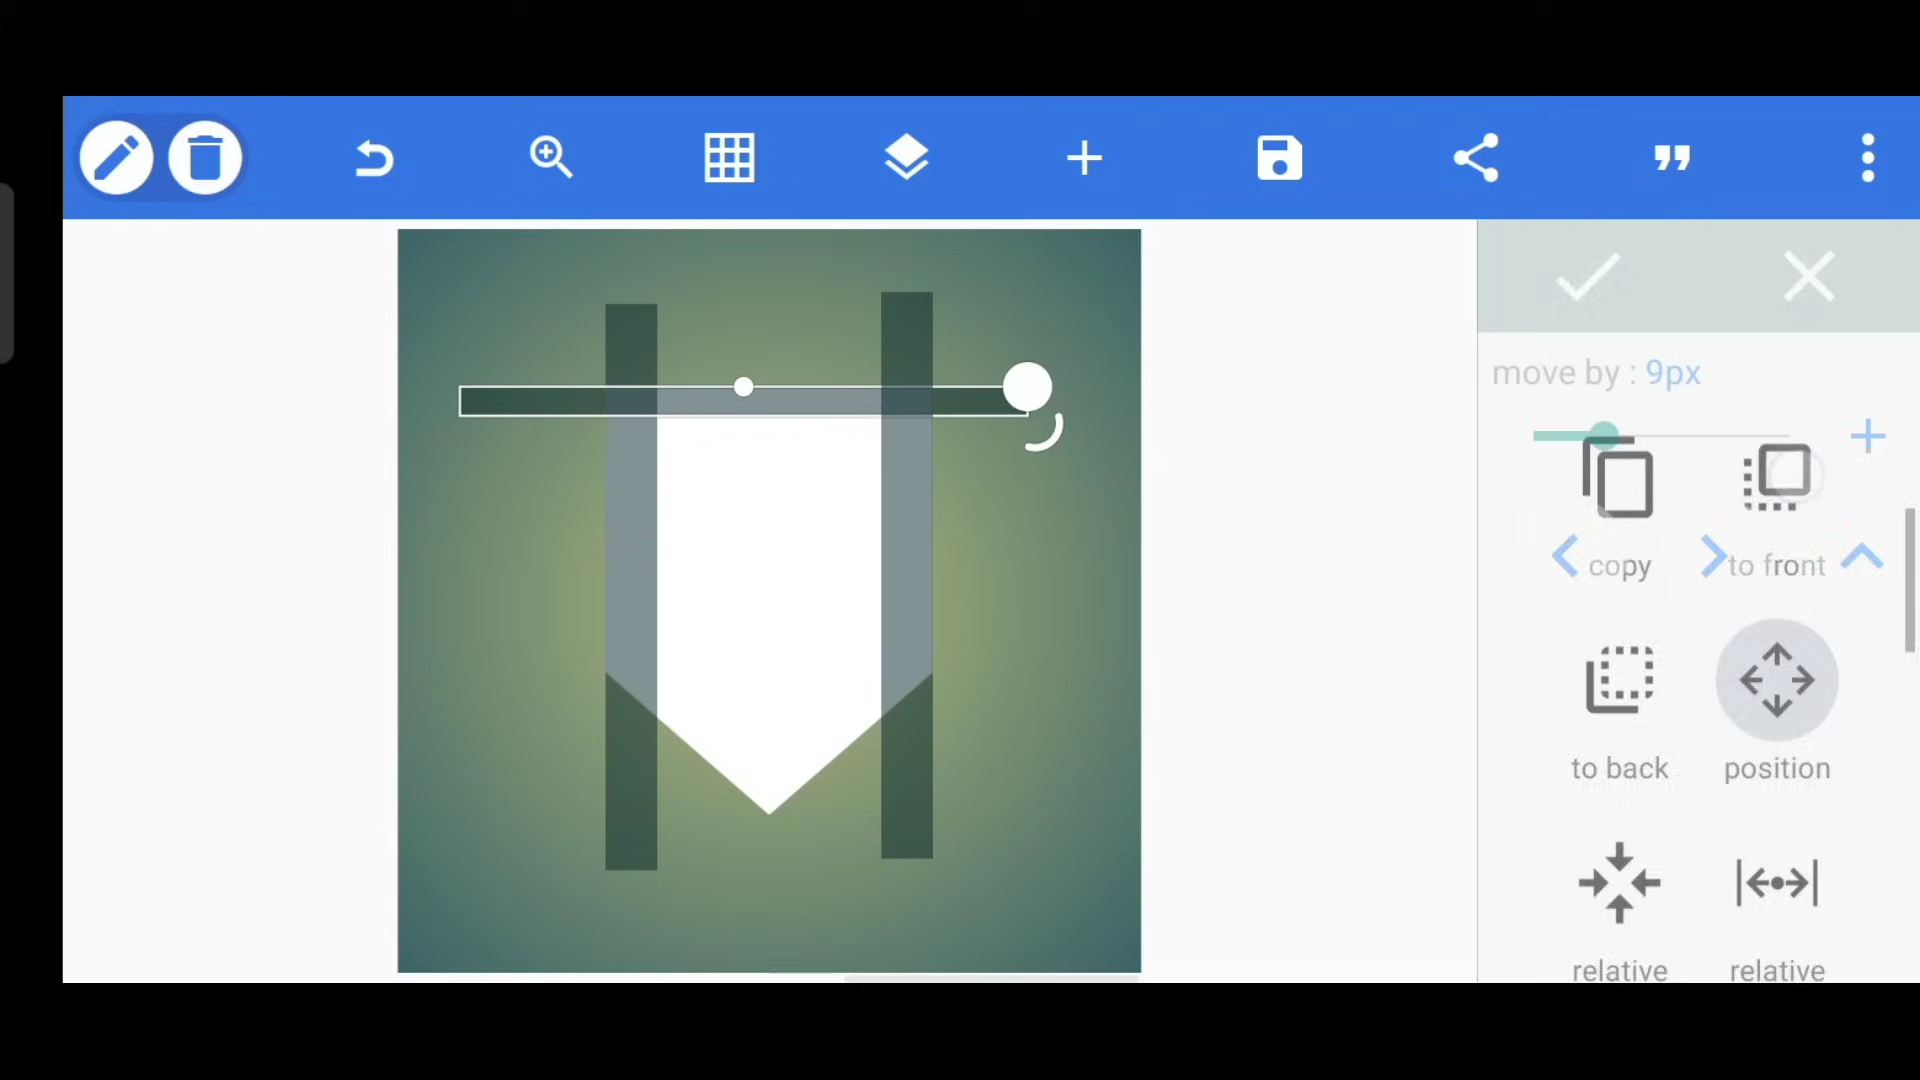 move by : 9px
copy
to front
to back
position
relative
relative